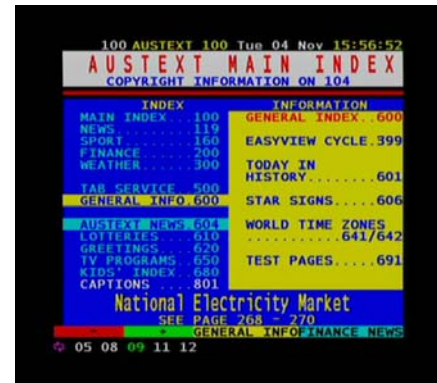 100 AUSTEXT 100 Tue 04 Nov 15:56:52
AUSTEXT MAIN INDEX
COPYRIGHT INFO ON 104
INDEX
MAIN INDEX...100
NEWS.........119
SPORT........160
FINANCE......200
WEATHER......300
TAB SERVICE..500
GENERAL INFO.600
AUSTEXT NEWS.604
LOTTERIES....610
GREETINGS....620
TV PROGRAMS..650
KIDS' INDEX..680
CAPTIONS ....801
INFORMATION
GENERAL INDEX..600
EASYVIEW CYCLE.399
TODAY IN
HISTORY........601
STAR SIGNS.....606
WORLD TIME ZONES
...........641/642
TEST PAGES.....691
National Electricity Market
SEE PAGE 268 - 270
- + GENERAL INFO FINANCE NEWS
05 08 09 11 12